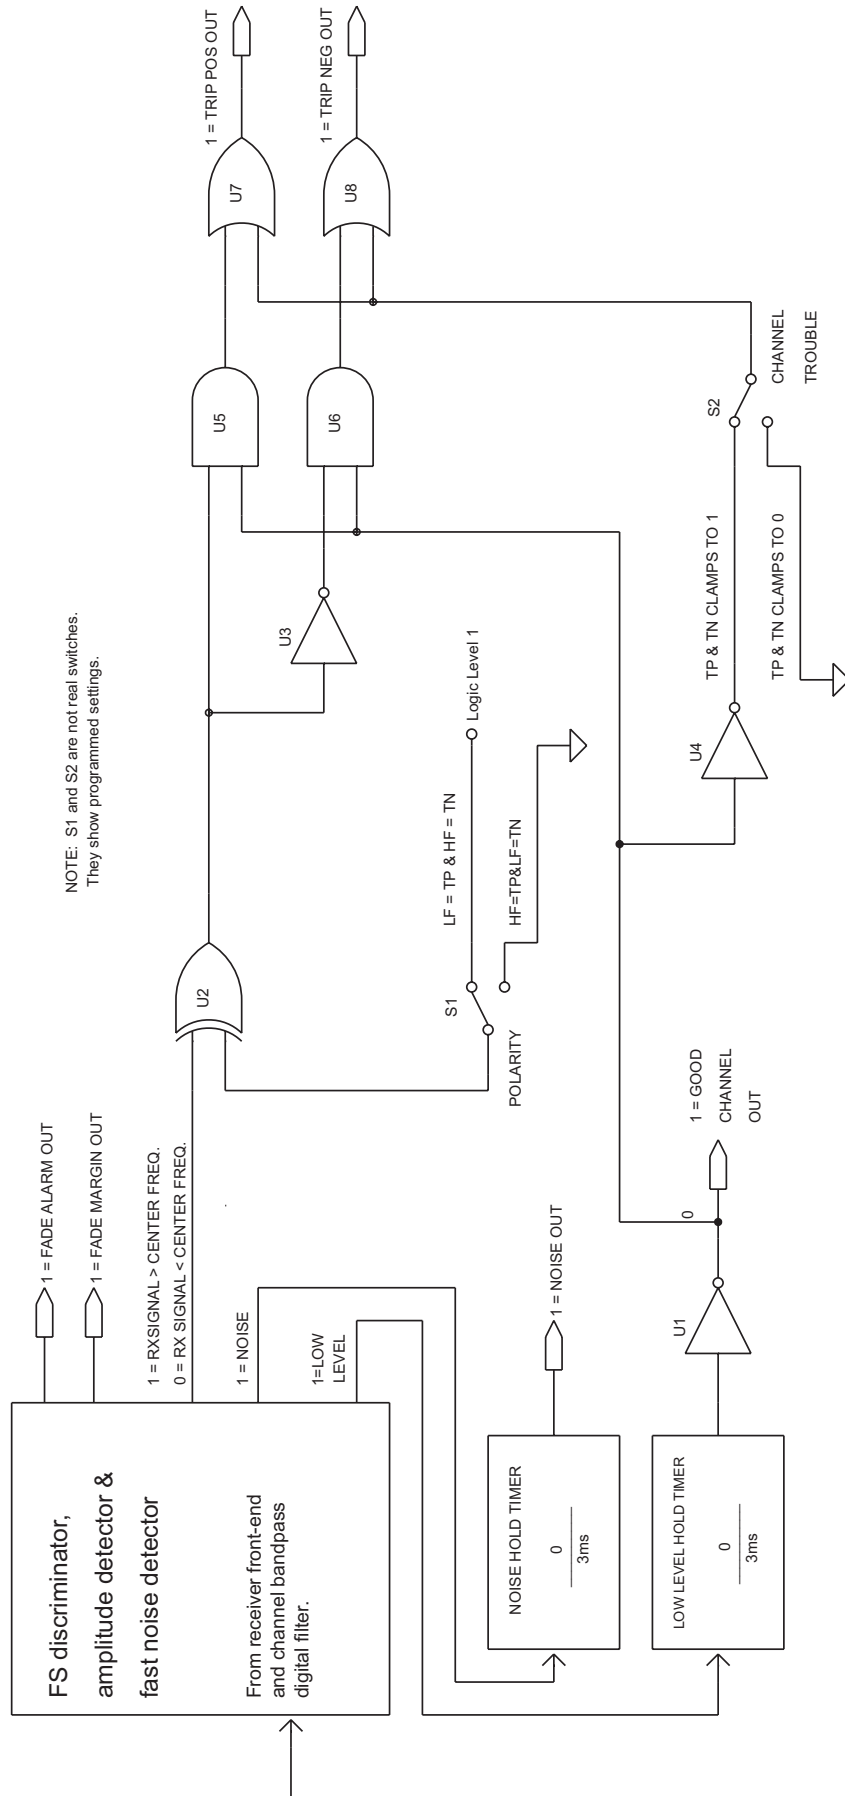 FS discriminator,
amplitude detector &
fast noise detector
From receiver front-end
and channel bandpass
digital filter.
1 = FADE ALARM OUT
1 = FADE MARGIN OUT
1 = RXSIGNAL > CENTER FREQ.
0 = RX SIGNAL < CENTER FREQ.
1 = NOISE
1=LOW
LEVEL
NOISE HOLD TIMER
0
3ms
1 = NOISE OUT
LOW LEVEL HOLD TIMER
0
3ms
U1
0
1 = GOOD
CHANNEL
OUT
U2
POLARITY
S1
LF = TP & HF = TN
HF=TP&LF=TN
Logic Level 1
NOTE: S1 and S2 are not real switches.
They show programmed settings.
U3
U4
TP & TN CLAMPS TO 1
TP & TN CLAMPS TO 0
S2
CHANNEL
TROUBLE
U5
U6
U7
U8
1 = TRIP POS OUT
1 = TRIP NEG OUT